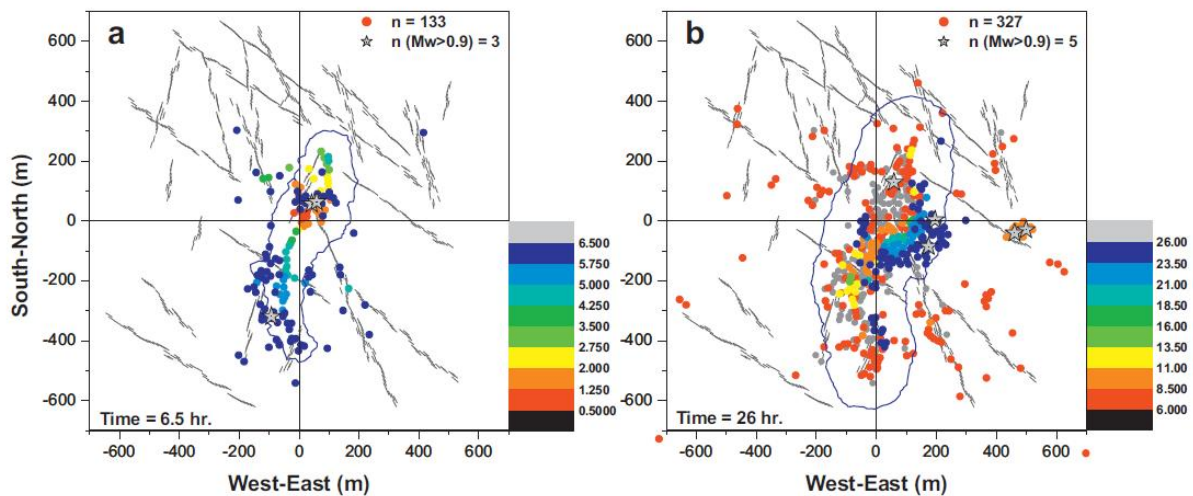 a
n = 133
n (Mw>0.9) = 3
600
400
200
0
-200
-400
-600
South-North (m)
Time = 6.5 hr.
-600 -400 -200 0 200 400 600
West-East (m)
6.500
5.750
5.000
4.250
3.500
2.750
2.000
1.250
0.5000
b
n = 327
n (Mw>0.9) = 5
600
400
200
0
-200
-400
-600
Time = 26 hr.
-600 -400 -200 0 200 400 600
West-East (m)
26.00
23.50
21.00
18.50
16.00
13.50
11.00
8.500
6.000